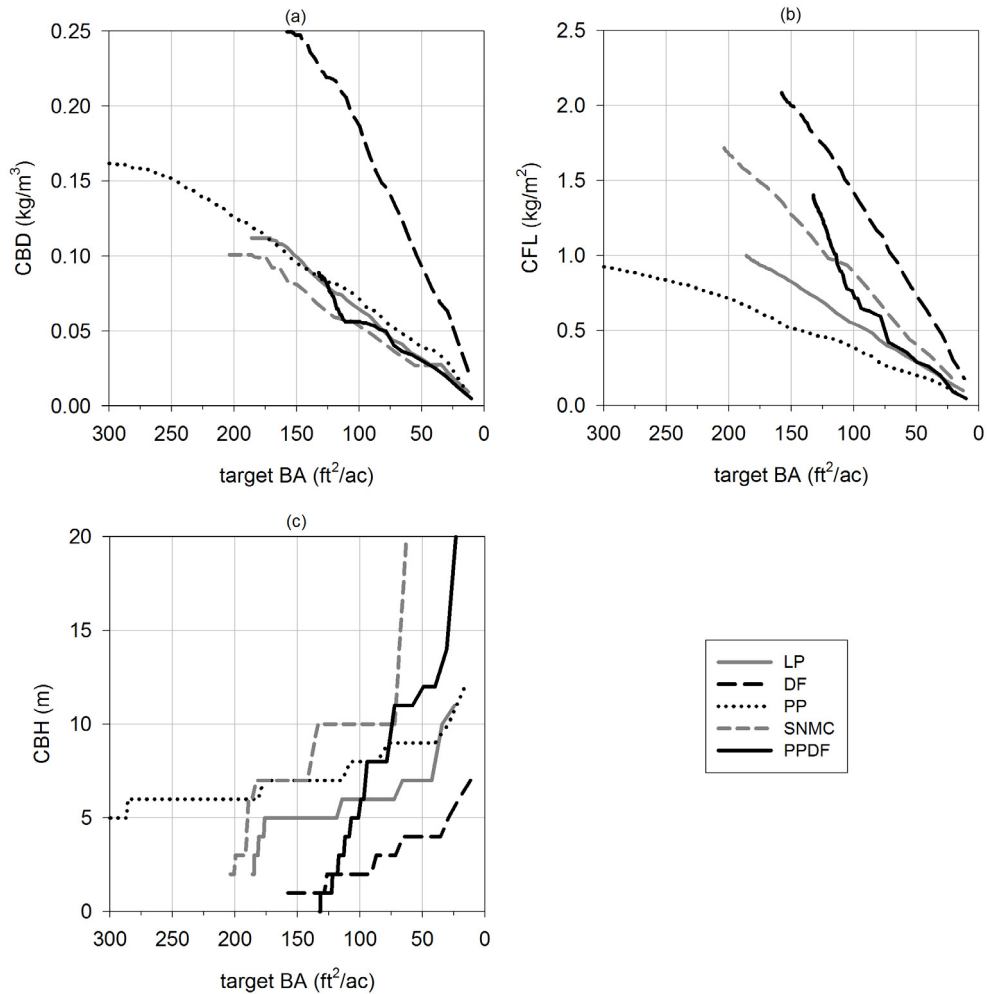 (a)
0.25
0.20
0.15
0.10
0.05
0.00
CBD (kg/m³)
300 250 200 150 100 50 0
target BA (ft²/ac)
(b)
2.5
2.0
1.5
1.0
0.5
0.0
CFL (kg/m²)
300 250 200 150 100 50 0
target BA (ft²/ac)
(c)
20
15
10
5
0
CBH (m)
300 250 200 150 100 50 0
target BA (ft²/ac)
LP
DF
PP
SNMC
PPDF